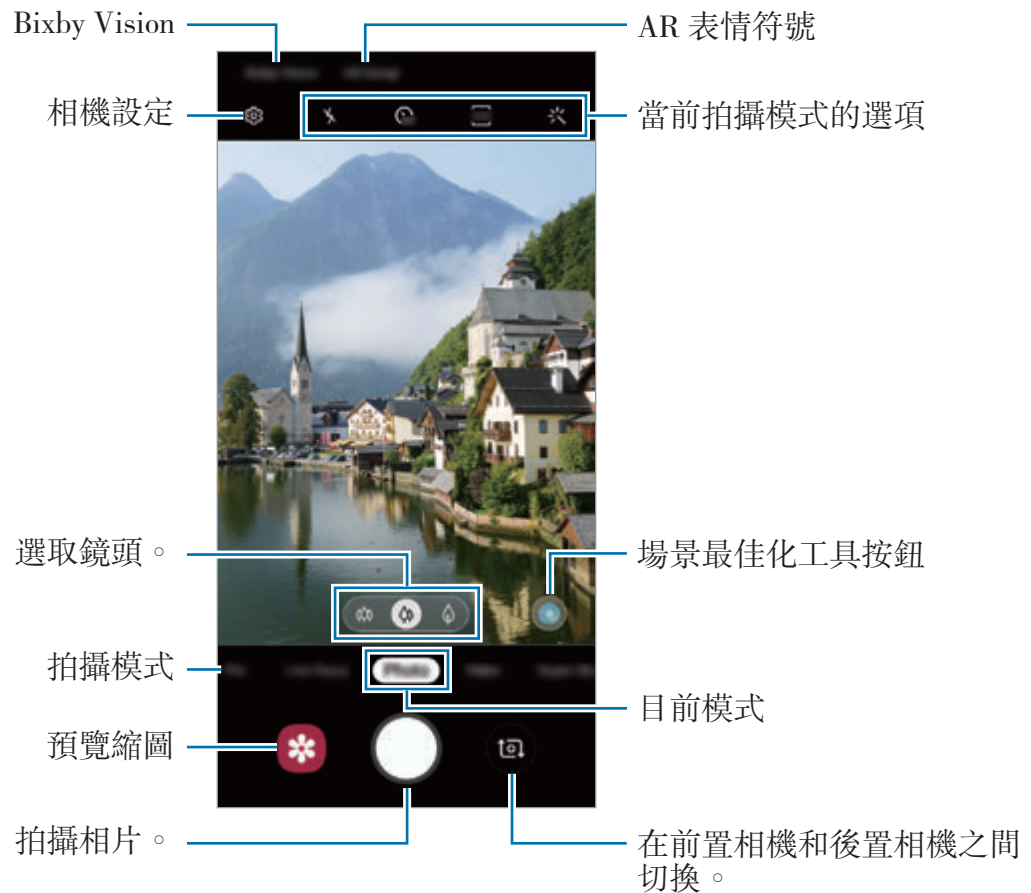 Bixby Vision
AR 表情符號
相機設定
當前拍攝模式的選項
選取鏡頭。
場景最佳化工具按鈕
拍攝模式
目前模式
預覽縮圖
拍攝相片。
在前置相機和後置相機之間
切換。